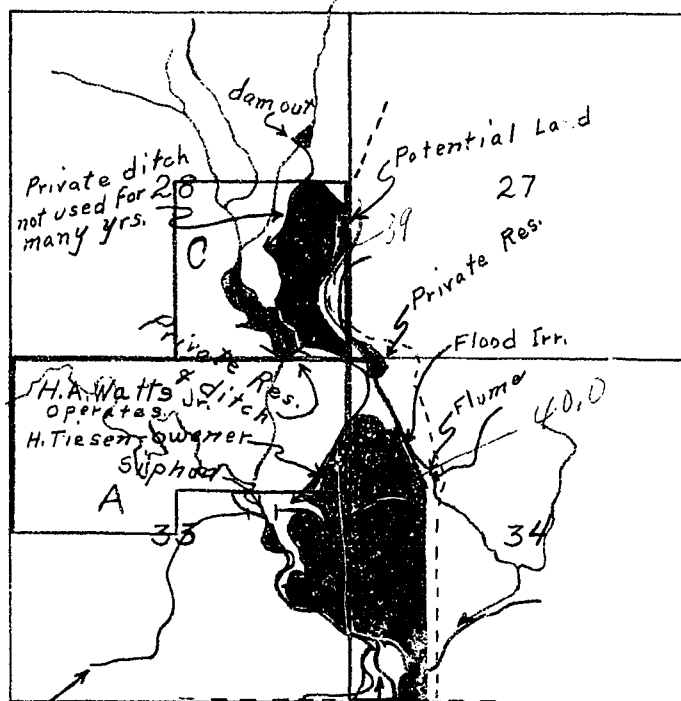 dam out
Potential Land
Private ditch
28
not used for
many yrs.
27
39
C
Private Res.
Private Res.
& ditch
Flood Irr.
H.A. Watts Jr.
Operates
H. Tiesen-owener
Siphon
Flume
40.0
A
33
34